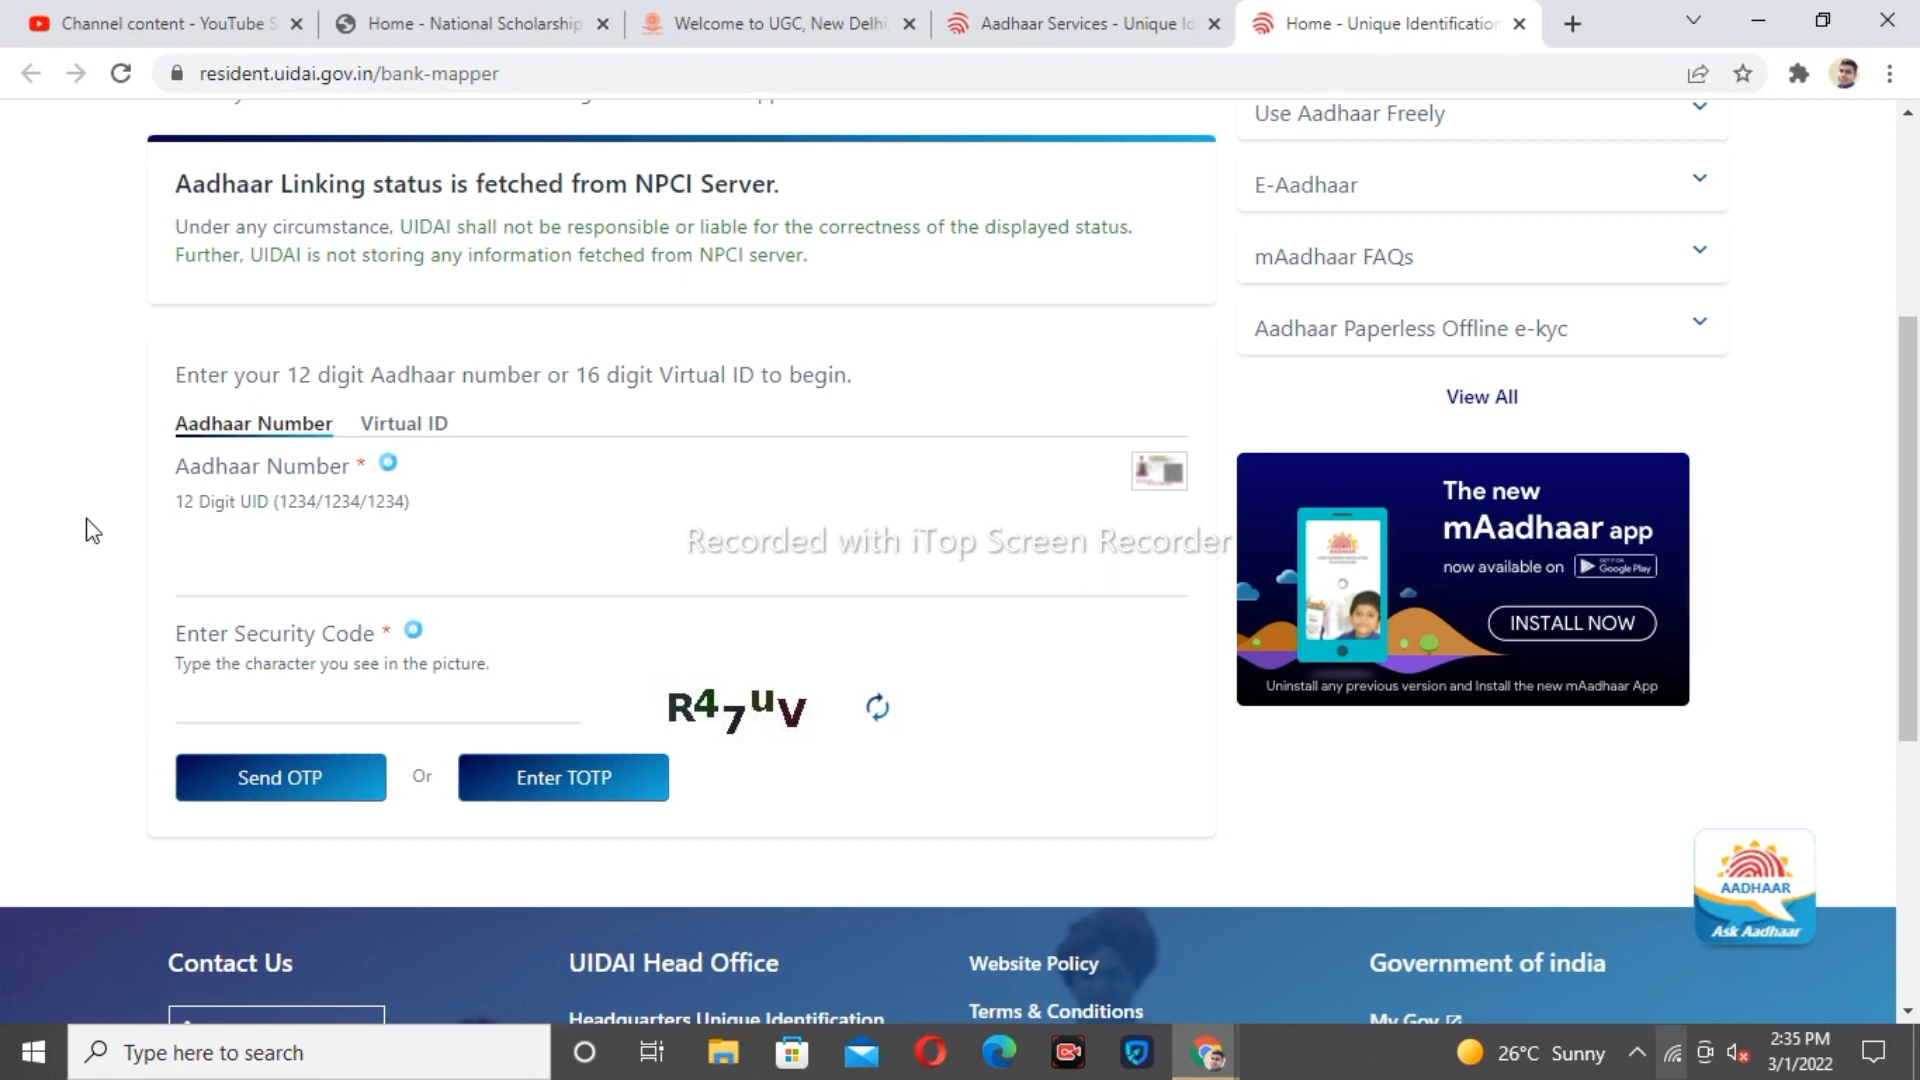 Channel content - YouTube S
Home - National Scholarship
Welcome to UGC, New Delhi,
Aadhaar Services - Unique Id
Home - Unique Identification
resident.uidai.gov.in/bank-mapper
Aadhaar Linking status is fetched from NPCI Server.
Under any circumstance, UIDAI shall not be responsible or liable for the correctness of the displayed status.
Further, UIDAI is not storing any information fetched from NPCI server.
Enter your 12 digit Aadhaar number or 16 digit Virtual ID to begin.
Aadhaar Number
Virtual ID
Aadhaar Number *
12 Digit UID (1234/1234/1234)
Recorded with iTop Screen Recorder
Enter Security Code *
Type the character you see in the picture.
R47uV
Send OTP
Or
Enter TOTP
Use Aadhaar Freely
E-Aadhaar
mAadhaar FAQs
Aadhaar Paperless Offline e-kyc
View All
The new
mAadhaar app
now available on
GET IT ON
Google Play
AADHAAR
INSTALL NOW
Uninstall any previous version and Install the new mAadhaar App
AADHAAR
Ask Aadhaar
Contact Us
UIDAI Head Office
Headquarters Unique Identification
Website Policy
Terms & Conditions
Government of india
My Gov
Type here to search
26°C Sunny
2:35 PM
3/1/2022